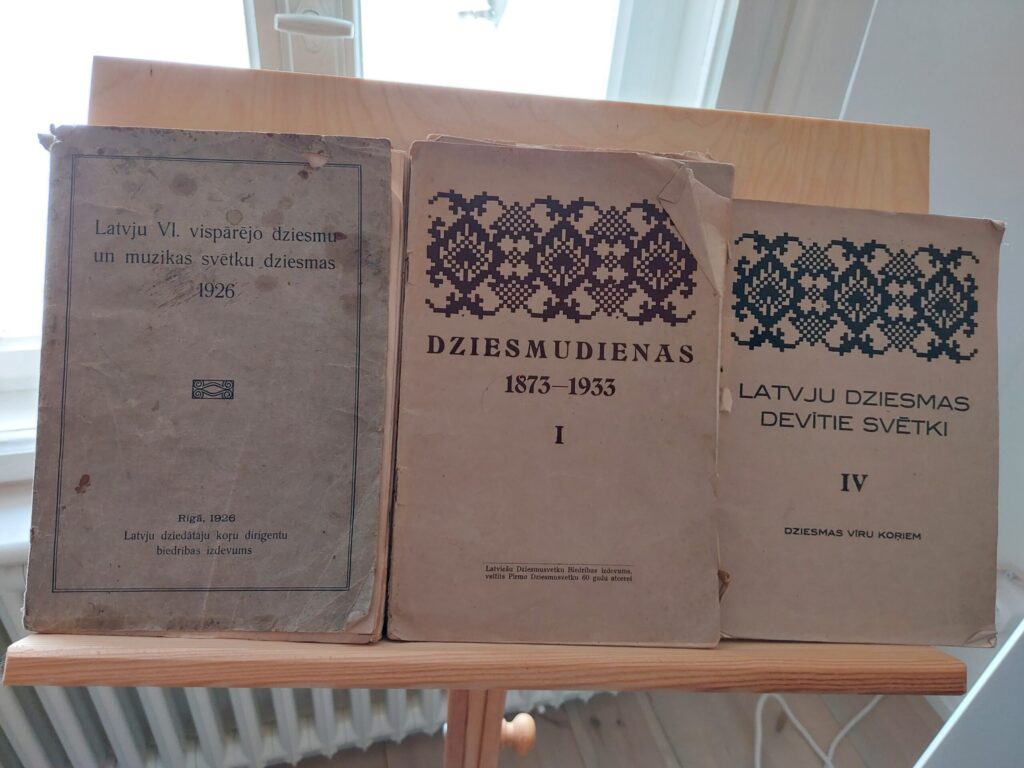 Latvju VI. vispārējo dziesmu
un muzikas svētku dziesmas
1926
Rīgā, 1926
Latvju dziedātāju koŗu diriģentu
biedrības izdevums
DZIESMUDIENAS
1873—1933
I
Latviešu Dziesmusvētku Biedrības izdevums,
veltīts Pirmo Dziesmusvētku 60 gadu atcerei
LATVJU DZIESMAS
DEVĪTIE SVĒTKI
IV
DZIESMAS VĪRU KOŖIEM